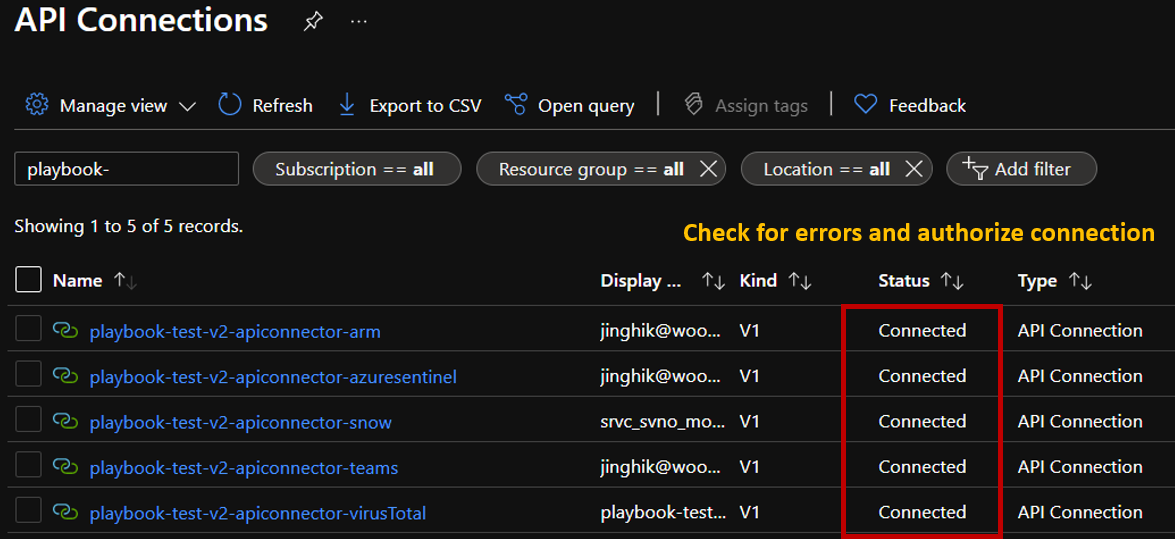 API Connections ...
Manage view Refresh Export to CSV Open query Assign tags Feedback
playbook- Subscription == all Resource group == all Location == all Add filter
Showing 1 to 5 of 5 records.
Check for errors and authorize connection
Name Display ... Kind Status Type
playbook-test-v2-apiconnector-arm jinghik@woo... V1 Connected API Connection
playbook-test-v2-apiconnector-azuresentinel jinghik@woo... V1 Connected API Connection
playbook-test-v2-apiconnector-snow srvc_svno_mo... V1 Connected API Connection
playbook-test-v2-apiconnector-teams jinghik@woo... V1 Connected API Connection
playbook-test-v2-apiconnector-virusTotal playbook-test... V1 Connected API Connection